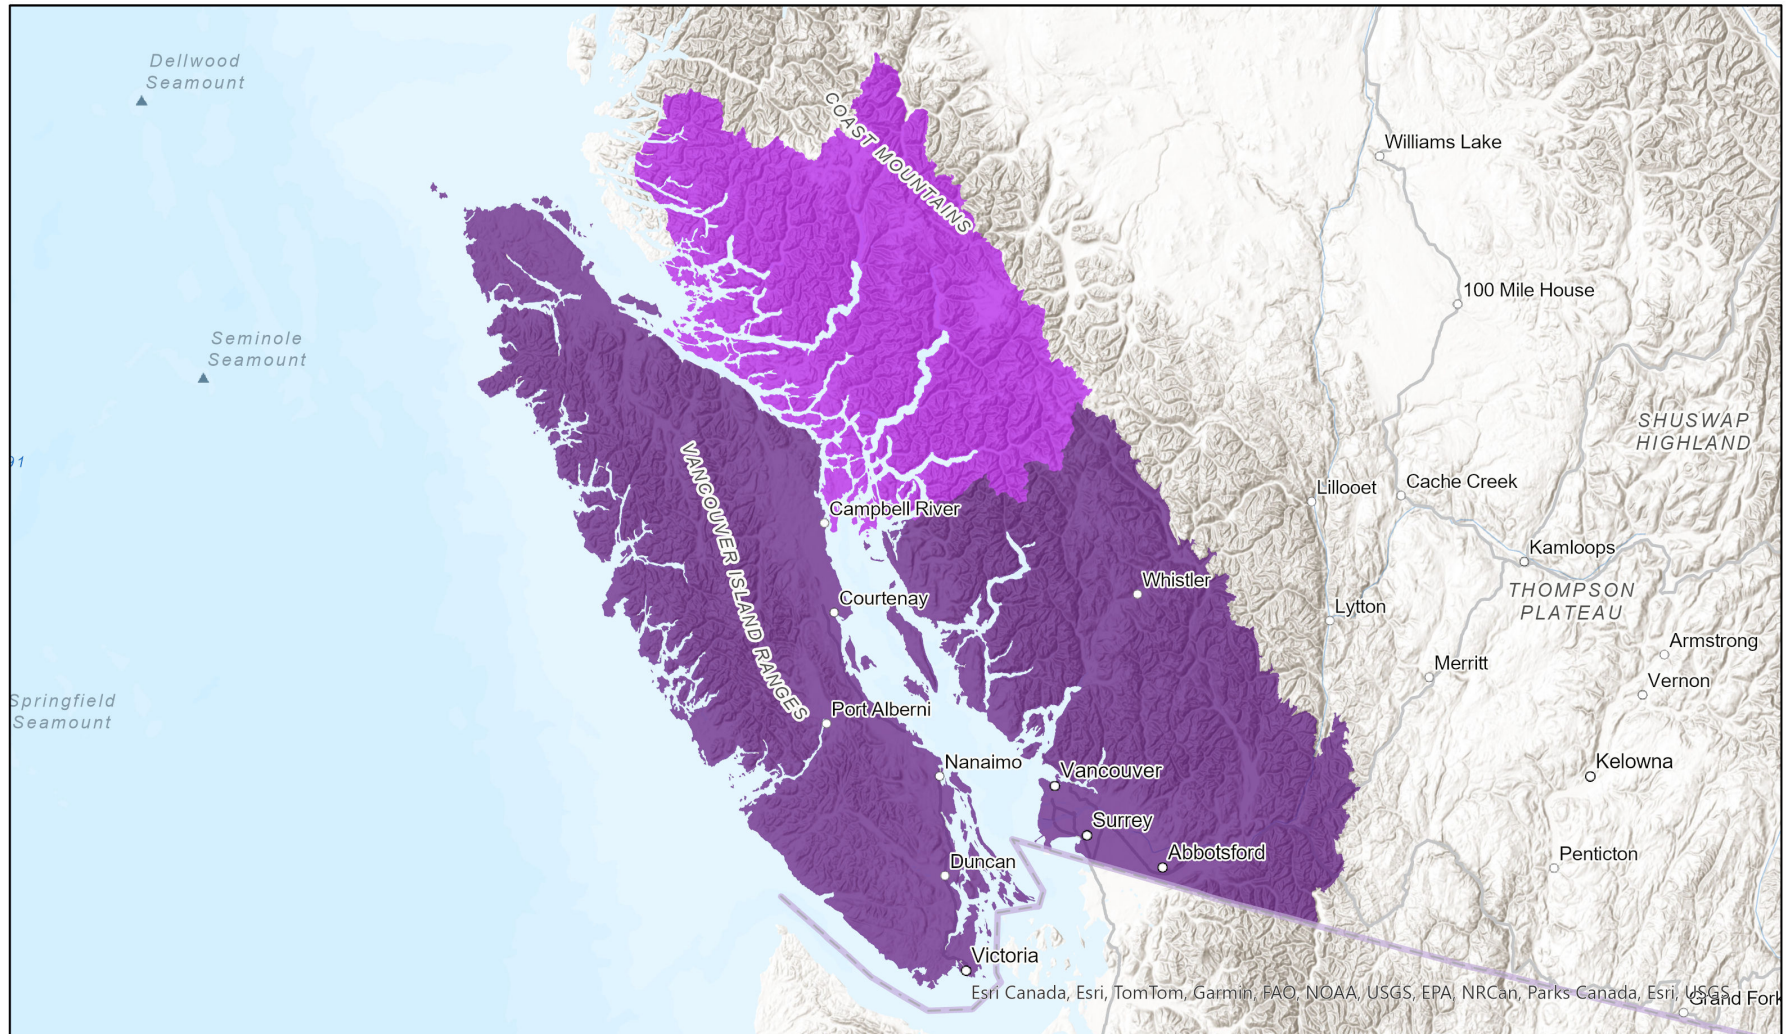 Dellwood
Seamount
COAST MOUNTAINS
Williams Lake
100 Mile House
Seminole
Seamount
SHUSWAP
HIGHLAND
91
Lillooet
Cache Creek
Campbell River
VANCOUVER ISLAND RANGES
Kamloops
Whistler
THOMPSON
PLATEAU
Courtenay
Lytton
Armstrong
Merritt
Vernon
Springfield
Seamount
Port Alberni
Nanaimo
Vancouver
Kelowna
Surrey
Abbotsford
Penticton
Duncan
Victoria
Esri Canada, Esri, TomTom, Garmin, FAO, NOAA, USGS, EPA, NRCan, Parks Canada, Esri, USGS
Grand Fork